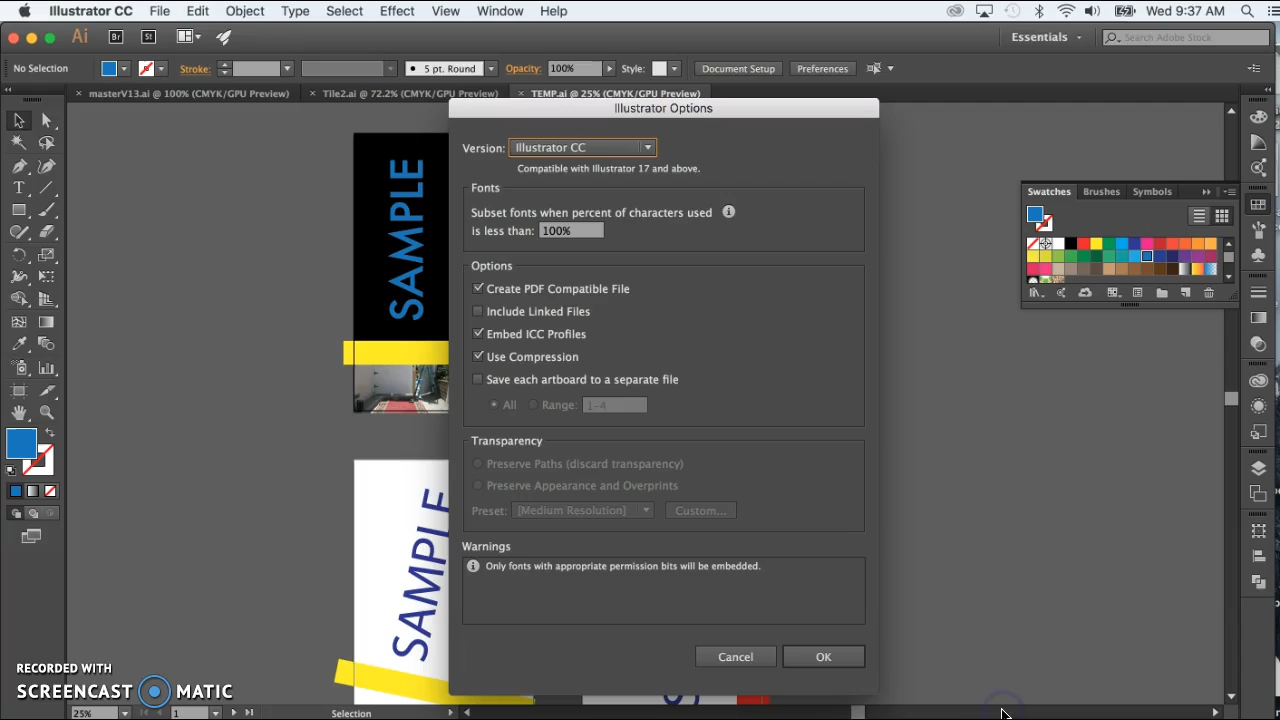 Illustrator CC File Edit Object Type Select Effect View Window Help Wed 9:37 AM
Ai Br St Essentials Search Adobe Stock
No Selection Stroke: 5 pt. Round Opacity: 100% Style: Document Setup Preferences
masterV13.ai @ 100% (CMYK/GPU Preview) Tile2.ai @ 72.2% (CMYK/GPU Preview) TEMP.ai @ 25% (CMYK/GPU Preview)
Illustrator Options
Version: Illustrator CC
Compatible with Illustrator 17 and above.
Fonts
Subset fonts when percent of characters used
is less than: 100%
Options
Create PDF Compatible File
Include Linked Files
Embed ICC Profiles
Use Compression
Save each artboard to a separate file
All Range: 1-4
Transparency
Preserve Paths (discard transparency)
Preserve Appearance and Overprints
Preset: [Medium Resolution] Custom...
Warnings
Only fonts with appropriate permission bits will be embedded.
Cancel OK
Swatches Brushes Symbols
SAMPLE
SAMPLE
RECORDED WITH
SCREENCAST MATIC
25% 1 Selection